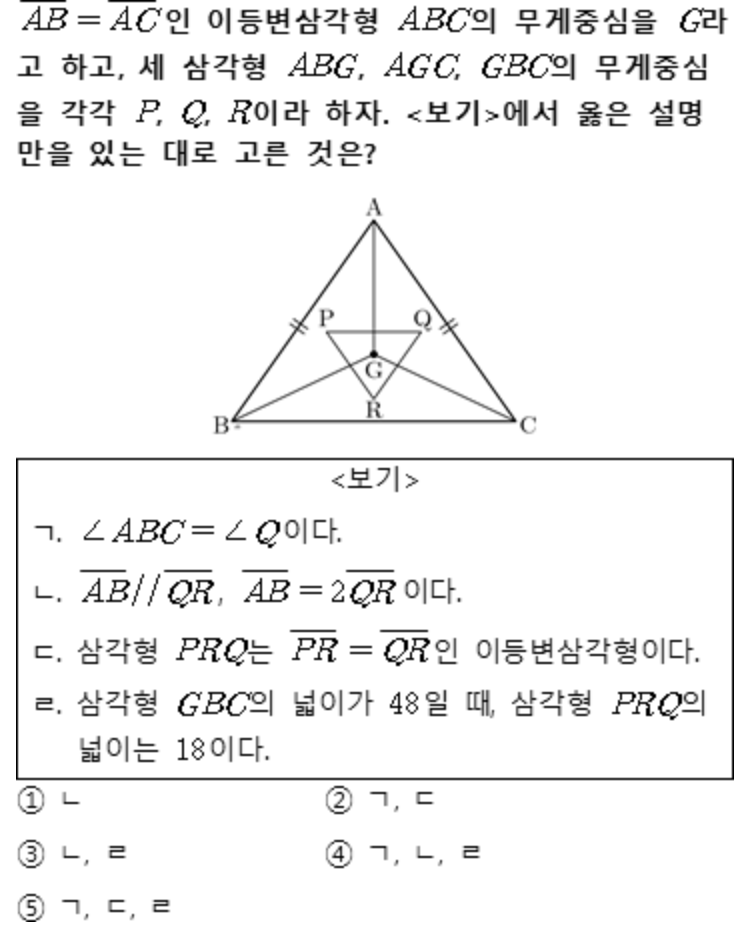 AB = AC인 이등변삼각형 ABC의 무게중심을 G라
고 하고, 세 삼각형 ABG, AGC, GBC의 무게중심
을 각각 P, Q, R이라 하자. <보기>에서 옳은 설명
만을 있는 대로 고른 것은?
A
P Q
G
R
B C
<보기>
ㄱ. ∠ABC = ∠Q이다.
ㄴ. AB//QR, AB = 2QR이다.
ㄷ. 삼각형 PRQ는 PR = QR인 이등변삼각형이다.
ㄹ. 삼각형 GBC의 넓이가 48일 때, 삼각형 PRQ의
넓이는 18이다.
① ㄴ ② ㄱ, ㄷ
③ ㄴ, ㄹ ④ ㄱ, ㄴ, ㄹ
⑤ ㄱ, ㄷ, ㄹ